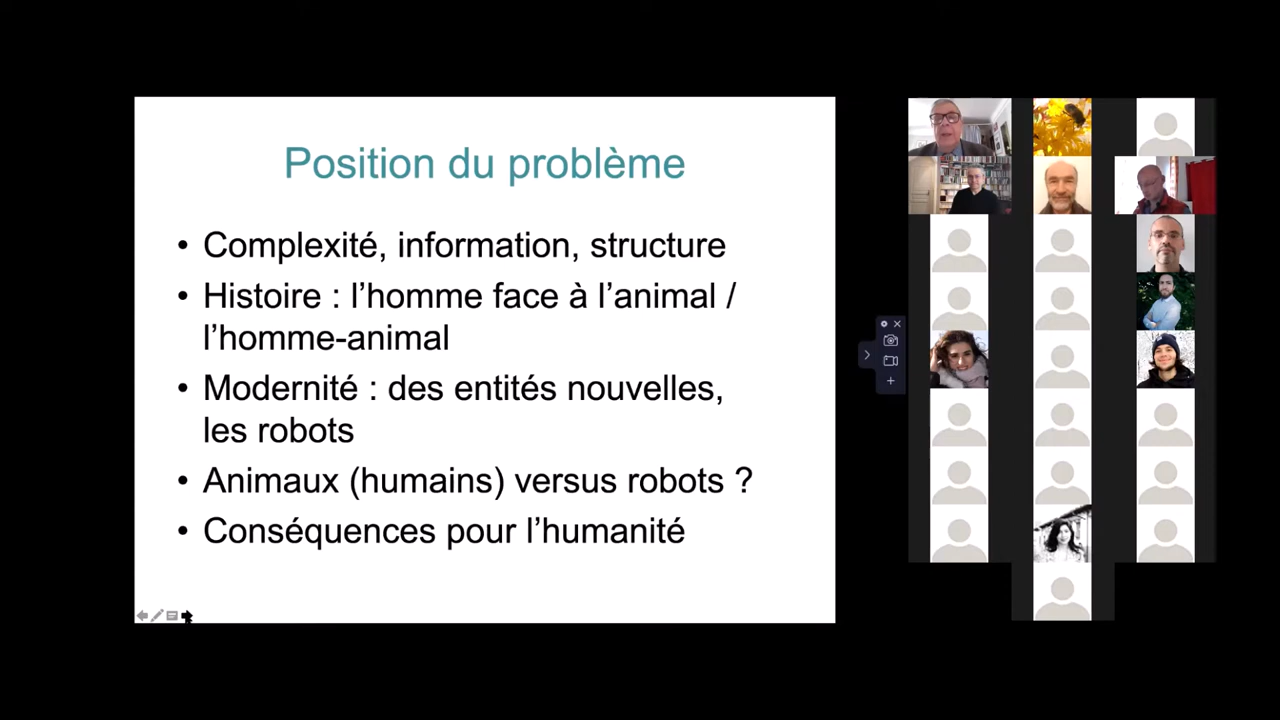 Position du problème
• Complexité, information, structure
• Histoire : l’homme face à l’animal /
l’homme-animal
• Modernité : des entités nouvelles,
les robots
• Animaux (humains) versus robots ?
• Conséquences pour l’humanité